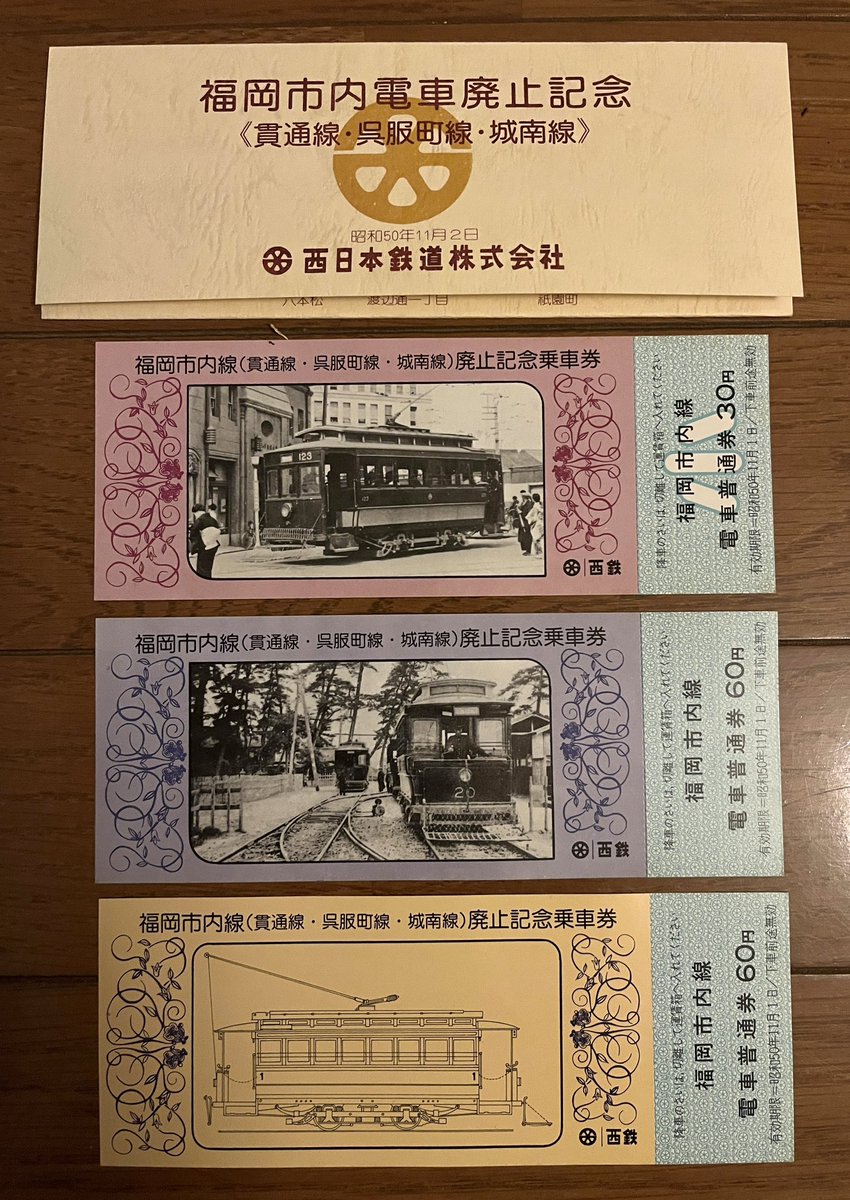 福岡市内電車廃止記念
《貫通線・呉服町線・城南線》
昭和50年11月2日
西日本鉄道株式会社
八本松 渡辺通一丁目 祇園町
福岡市内線(貫通線・呉服町線・城南線)廃止記念乗車券
123
123
西鉄
降車のさいは、切離して運賃箱へ入れてください
小
福岡市内線
電車普通券 30円
有効期限=昭和50年11月1日/下車前途無効
福岡市内線(貫通線・呉服町線・城南線)廃止記念乗車券
20
西鉄
降車のさいは、切離して運賃箱へ入れてください
福岡市内線
電車普通券 60円
有効期限=昭和50年11月1日/下車前途無効
福岡市内線(貫通線・呉服町線・城南線)廃止記念乗車券
1 1
西鉄
降車のさいは、切離して運賃箱へ入れてください
福岡市内線
電車普通券 60円
有効期限=昭和50年11月1日/下車前途無効